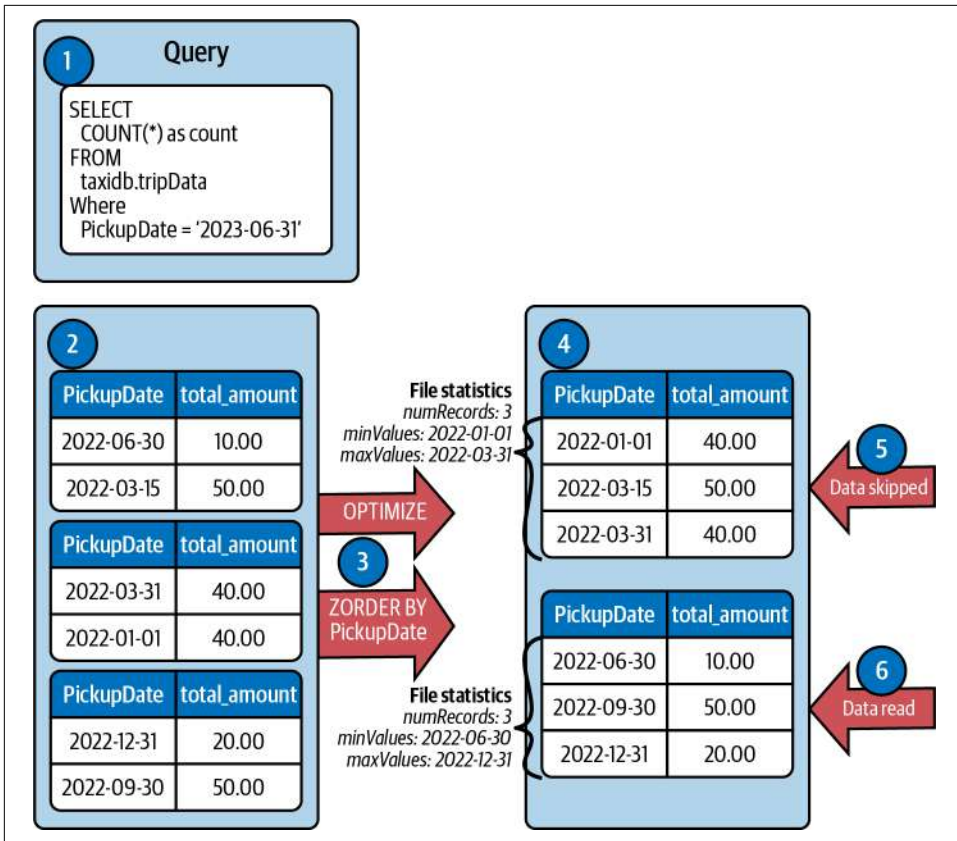 1
Query
SELECT
COUNT(*) as count
FROM
taxidb.tripData
Where
PickupDate = ‘2023-06-31’
2
PickupDate total_amount
2022-06-30 10.00
2022-03-15 50.00
PickupDate total_amount
2022-03-31 40.00
2022-01-01 40.00
PickupDate total_amount
2022-12-31 20.00
2022-09-30 50.00
OPTIMIZE
3
ZORDER BY
PickupDate
File statistics
numRecords: 3
minValues: 2022-01-01
maxValues: 2022-03-31
4
PickupDate total_amount
2022-01-01 40.00
2022-03-15 50.00
2022-03-31 40.00
5
Data skipped
File statistics
numRecords: 3
minValues: 2022-06-30
maxValues: 2022-12-31
PickupDate total_amount
2022-06-30 10.00
2022-09-30 50.00
2022-12-31 20.00
6
Data read